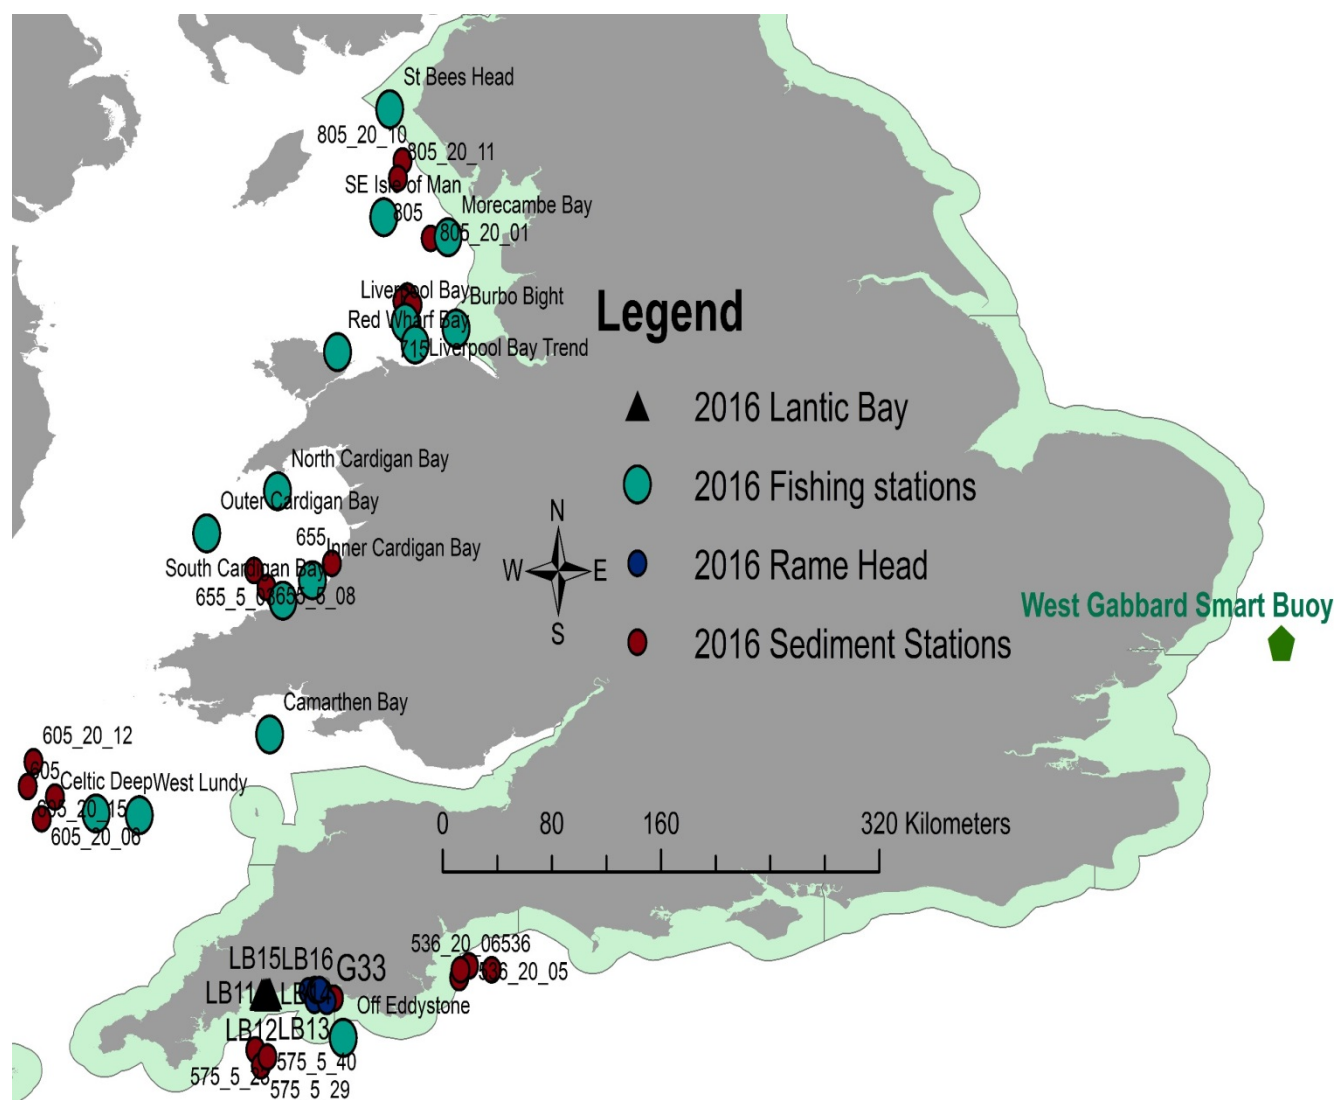 St Bees Head
805_20_10
805_20_11
SE Isle of Man
805
Morecambe Bay
805_20_01
Liverpool Bay
Burbo Bight
Red Wharf Bay
715
Liverpool Bay Trend
Legend
2016 Lantic Bay
2016 Fishing stations
2016 Rame Head
2016 Sediment Stations
N
W
E
S
North Cardigan Bay
Outer Cardigan Bay
655
Inner Cardigan Bay
South Cardigan Bay
655_5_03
655_5_08
West Gabbard Smart Buoy
Camarthen Bay
605_20_12
605
Celtic Deep
West Lundy
605_20_15
605_20_08
0 80 160 320 Kilometers
536_20_06
536
536_20_05
LB15
LB16
G33
LB11
LB14
Off Eddystone
LB12
LB13
575_5_40
575_5_29